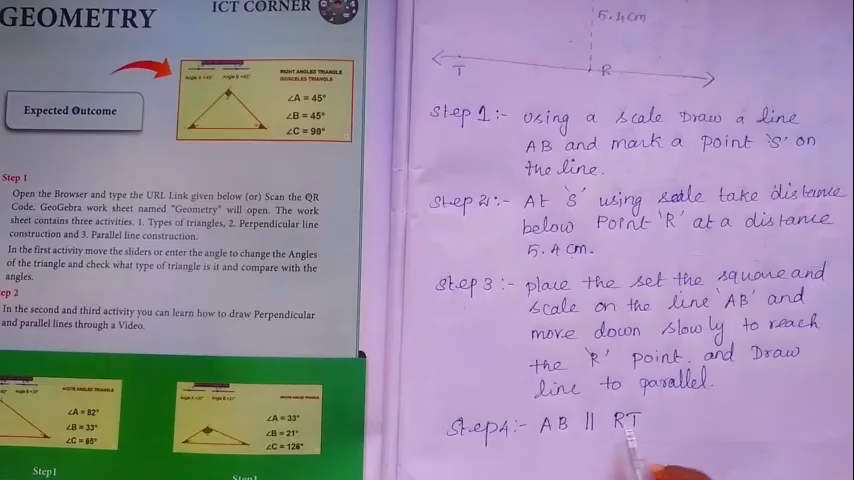 GEOMETRY
ICT CORNER
Expected Outcome
RIGHT ANGLED TRIANGLE
ISOSCELES TRIANGLE
∠A = 45°
∠B = 45°
∠C = 90°
Step 1
Open the Browser and type the URL Link given below (or) Scan the QR
Code. GeoGebra work sheet named "Geometry" will open. The work
sheet contains three activities. 1. Types of triangles, 2. Perpendicular line
construction and 3. Parallel line construction.
In the first activity move the sliders or enter the angle to change the Angles
of the triangle and check what type of triangle is it and compare with the
angles.
ep 2
In the second and third activity you can learn how to draw Perpendicular
and parallel lines through a Video.
ACUTE ANGLED TRIANGLE
∠A = 82°
∠B = 33°
∠C = 65°
Step1
∠A = 33°
∠B = 21°
∠C = 126°
Step1
5.4cm
T
R
Step 1:- Using a scale Draw a line
AB and mark a point 'S' on
the line.
Step 2:- At 'S' using scale take distance
below Point 'R' at a distance
5.4 cm.
Step 3:- place the set the square and
scale on the line 'AB' and
move down slowly to reach
the 'R' point. and Draw
line to parallel.
Step4:- AB || RT